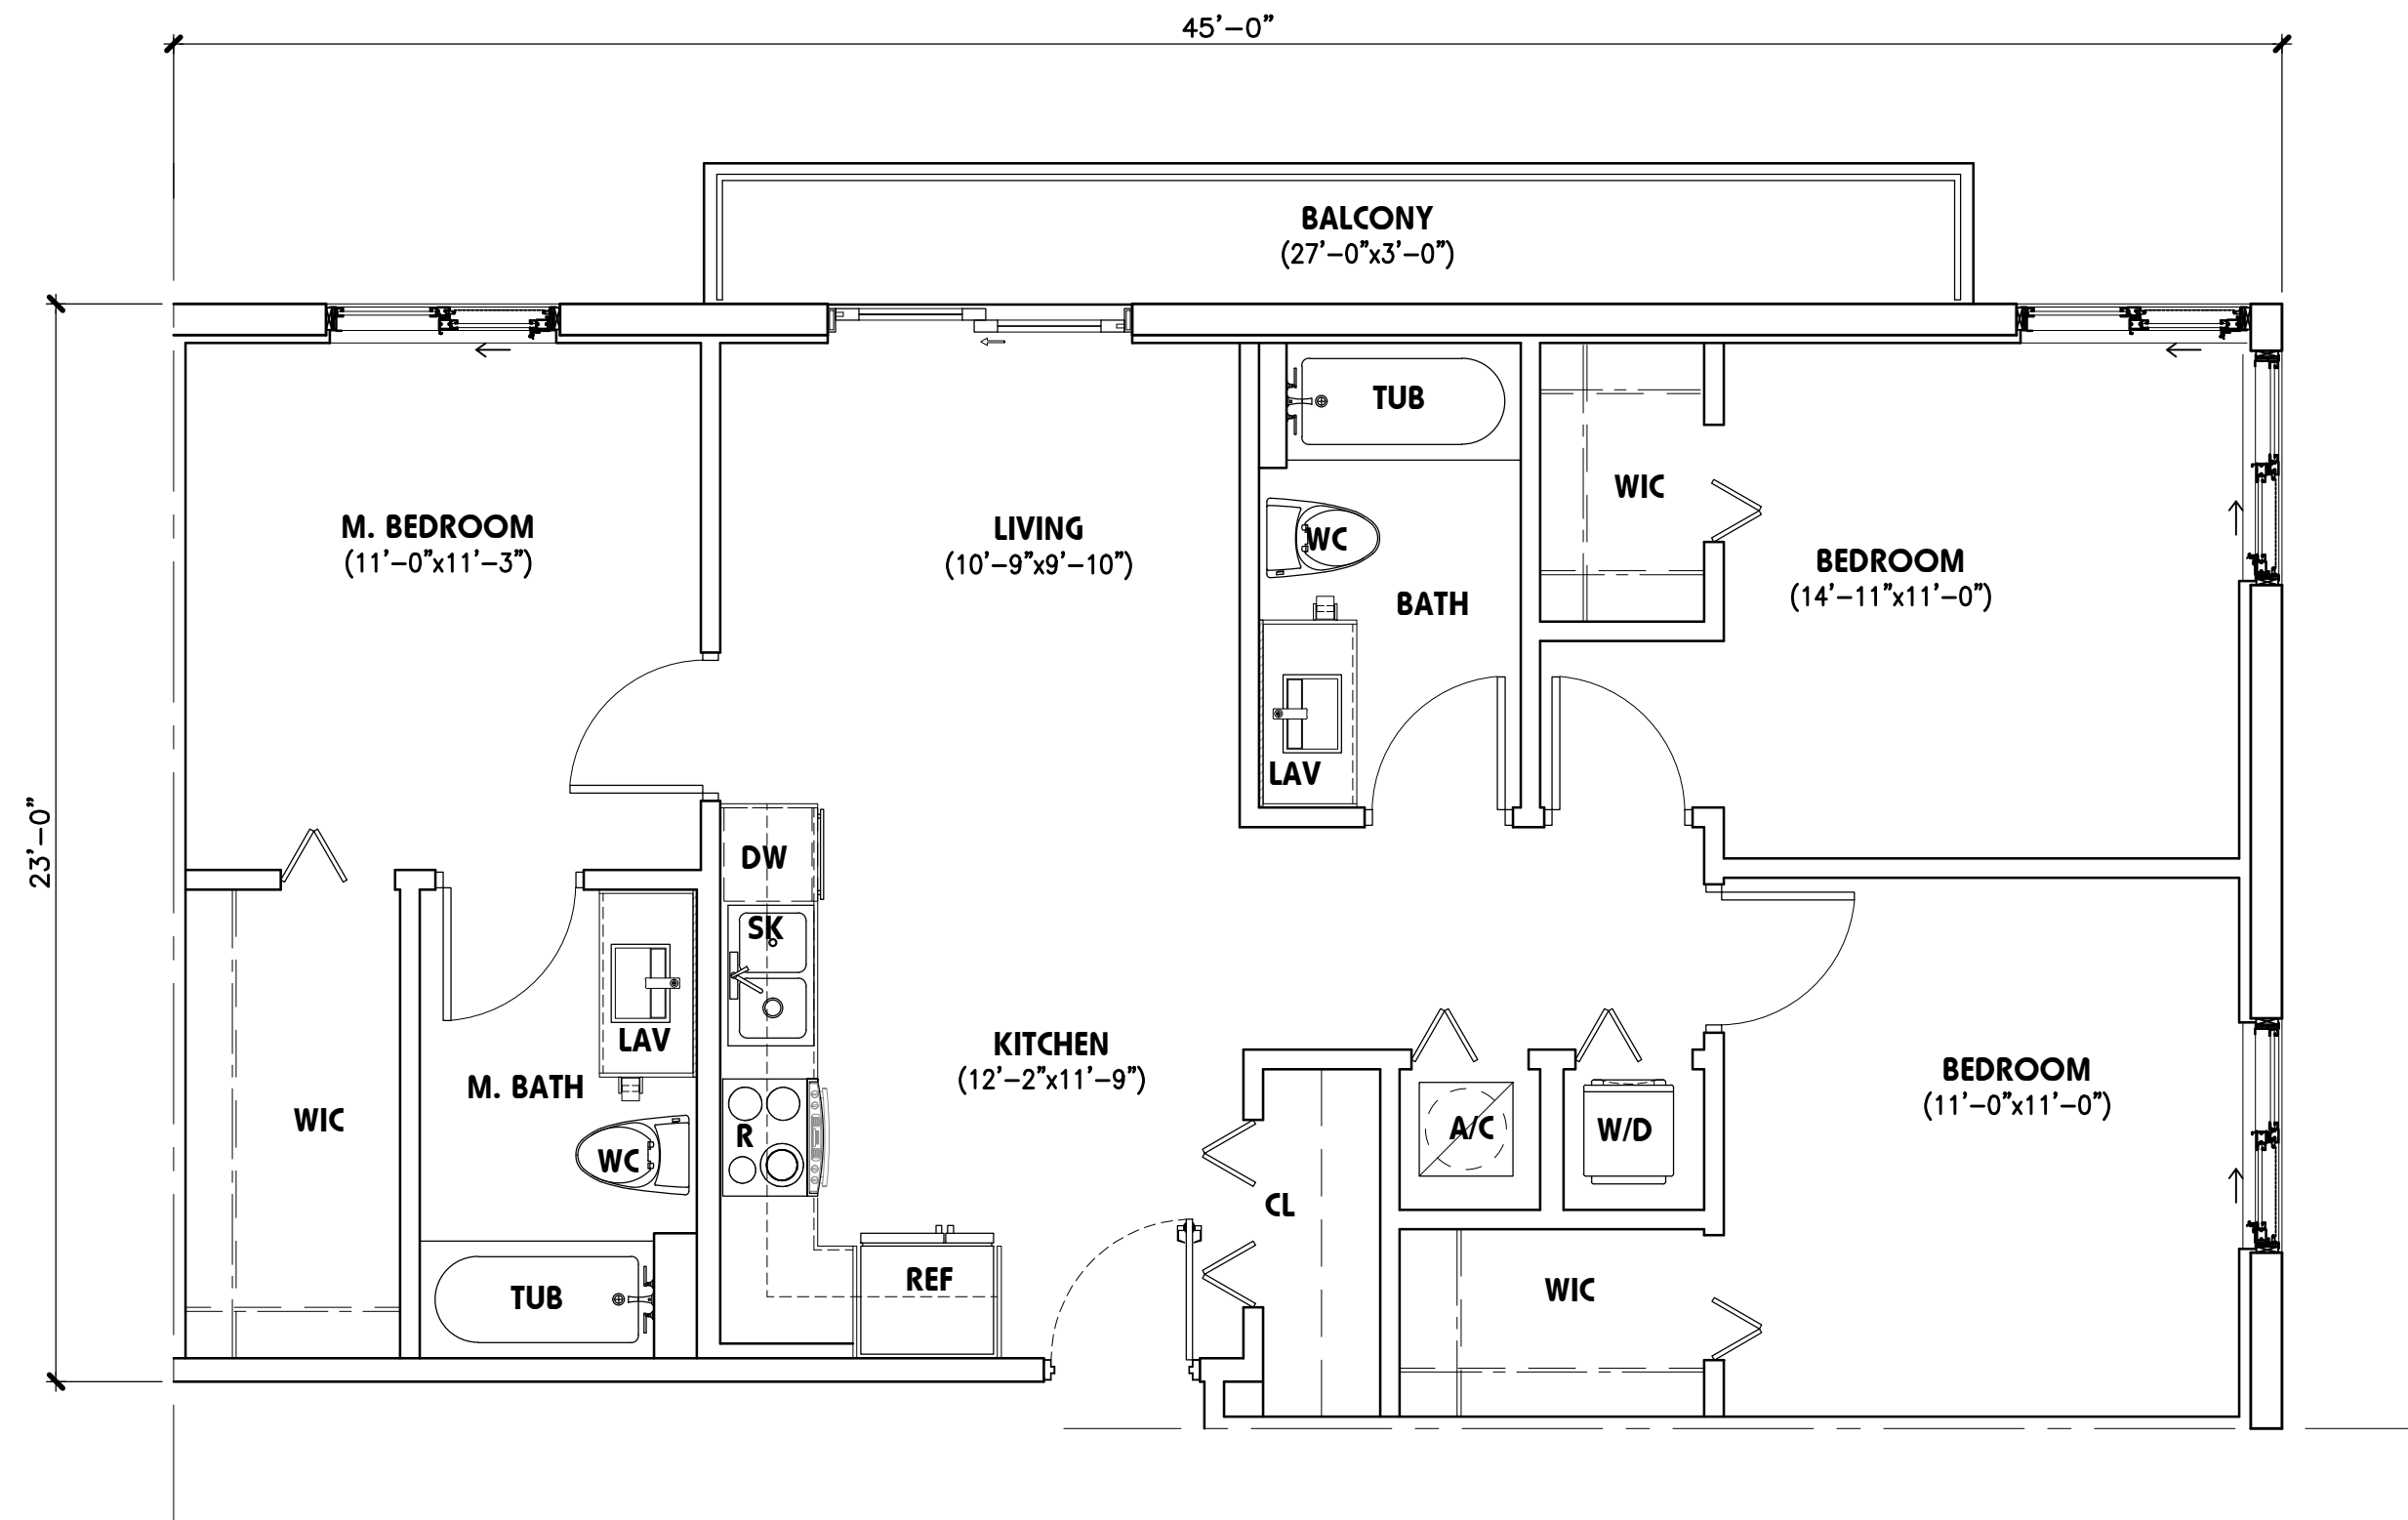 45'-0"
BALCONY
(27'-0"x3'-0")
TUB
WIC
M. BEDROOM
(11'-0"x11'-3")
LIVING
(10'-9"x9'-10")
WC
BEDROOM
(14'-11"x11'-0")
BATH
LAV
23'-0"
DW
SK
LAV
KITCHEN
(12'-2"x11'-9")
BEDROOM
(11'-0"x11'-0")
M. BATH
WIC
R
A/C
W/D
WC
CL
TUB
REF
WIC